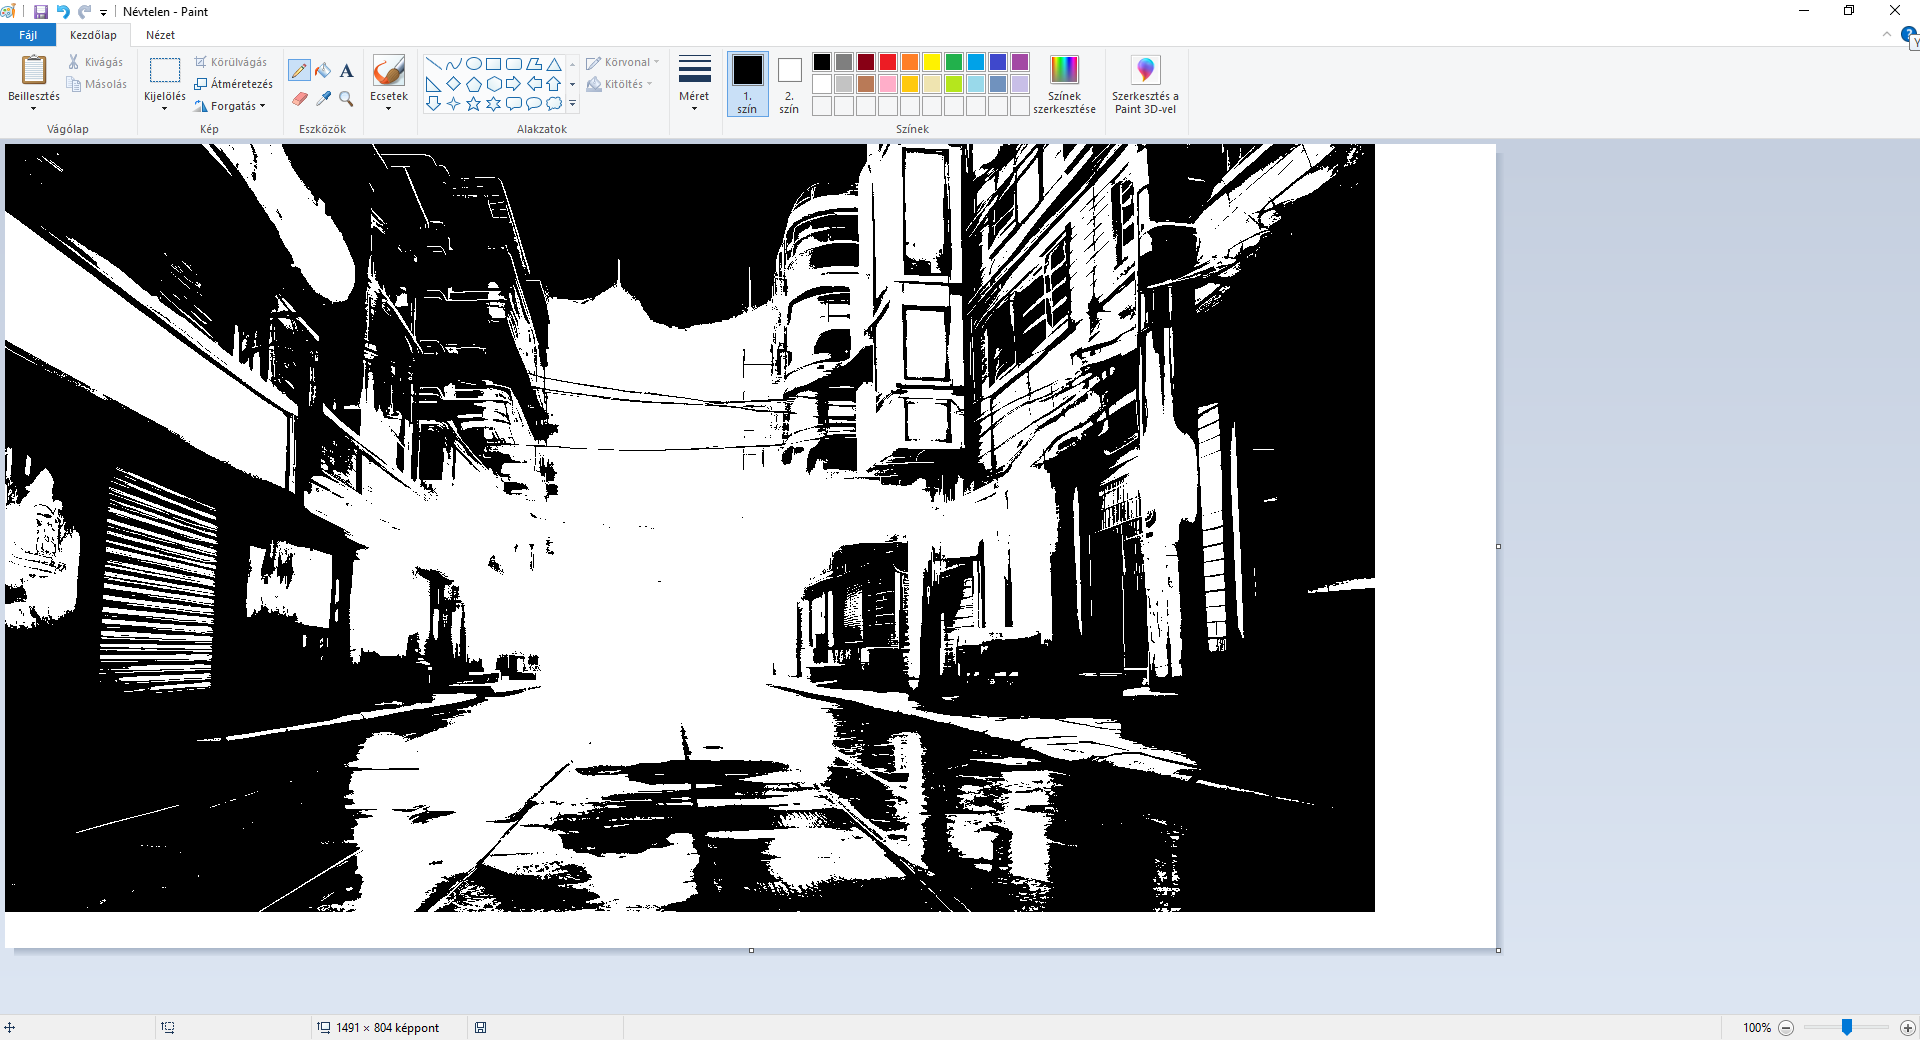 Névtelen - Paint
Fájl
Kezdőlap
Nézet
Beillesztés
Kivágás
Másolás
Vágólap
Kijelölés
Körülvágás
Átméretezés
Forgatás
Kép
A
Eszközök
Ecsetek
Körvonal
Kitöltés
Alakzatok
Méret
1.
szín
2.
szín
Színek
szerkesztése
Színek
Szerkesztés a
Paint 3D-vel
?
Y
1491 × 804 képpont
100%